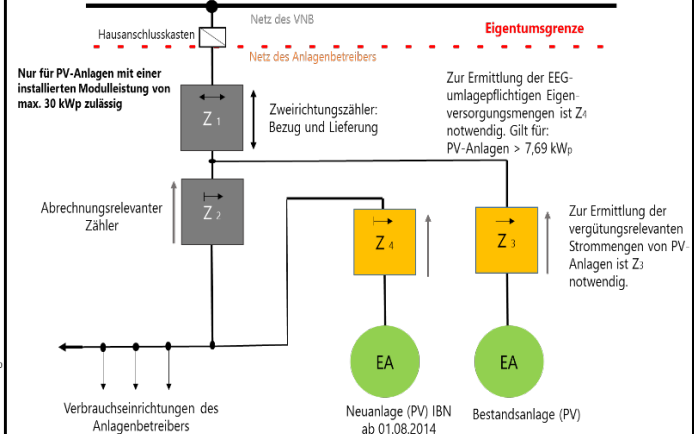 Netz des VNB
Hausanschlusskasten
Eigentumsgrenze
Netz des Anlagenbetreibers
Nur für PV-Anlagen mit einer
installierten Modulleistung von
max. 30 kWp zulässig
Z 1
Zweirichtungszähler:
Bezug und Lieferung
Zur Ermittlung der EEG-
umlagepflichtigen Eigen-
versorgungsmengen ist Z4
notwendig. Gilt für:
PV-Anlagen > 7,69 kWp
Abrechnungsrelevanter
Zähler
Z 2
Z 4
Z 3
Zur Ermittlung der
vergütungsrelevanten
Strommengen von PV-
Anlagen ist Z3
notwendig.
EA
EA
Verbrauchseinrichtungen des
Anlagenbetreibers
Neuanlage (PV) IBN
ab 01.08.2014
Bestandsanlage (PV)